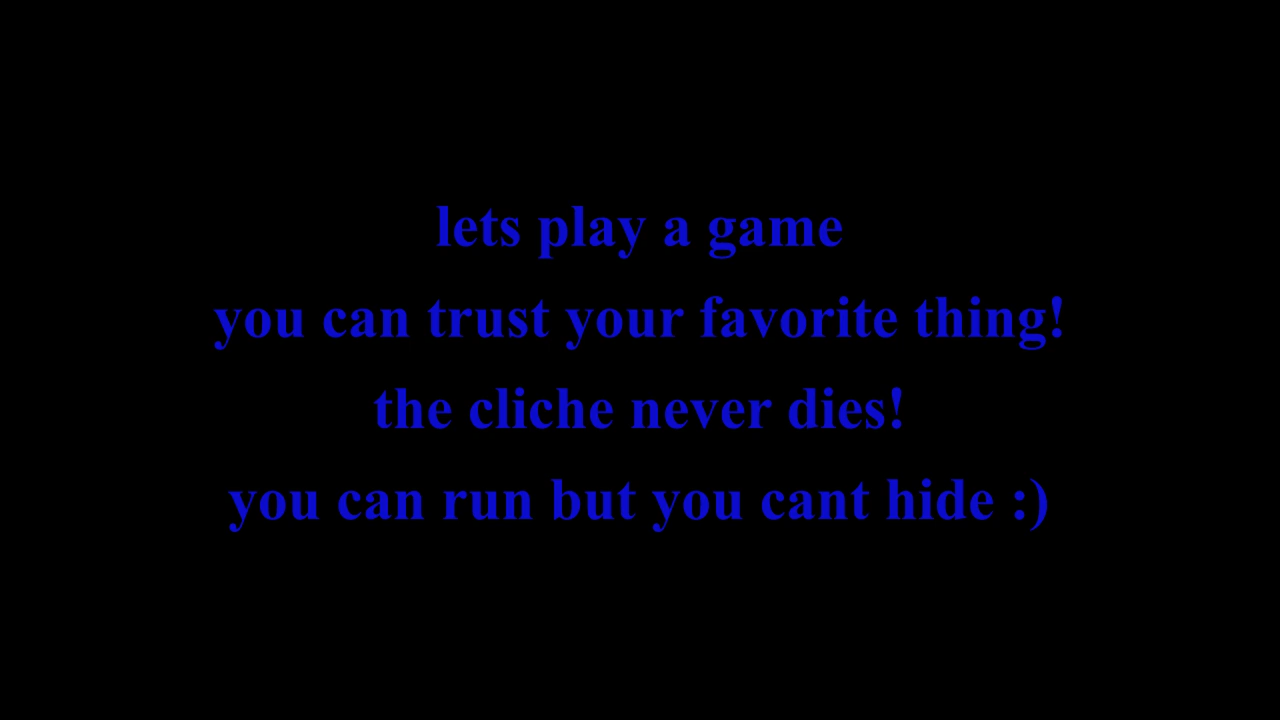 lets play a game
you can trust your favorite thing!
the cliche never dies!
you can run but you cant hide :)